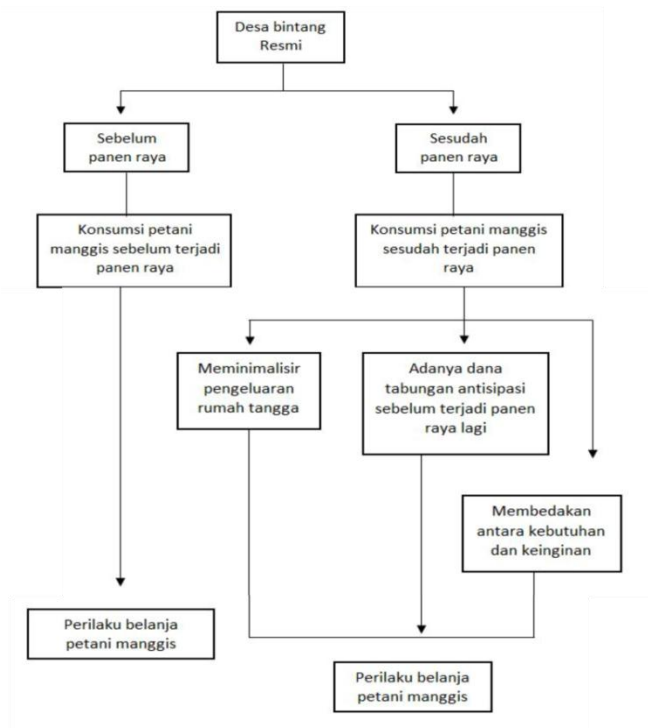 Desa bintang
Resmi
Sebelum
panen raya
Sesudah
panen raya
Konsumsi petani
manggis sebelum terjadi
panen raya
Konsumsi petani manggis
sesudah terjadi panen
raya
Meminimalisir
pengeluaran
rumah tangga
Adanya dana
tabungan antisipasi
sebelum terjadi panen
raya lagi
Membedakan
antara kebutuhan
dan keinginan
Perilaku belanja
petani manggis
Perilaku belanja
petani manggis